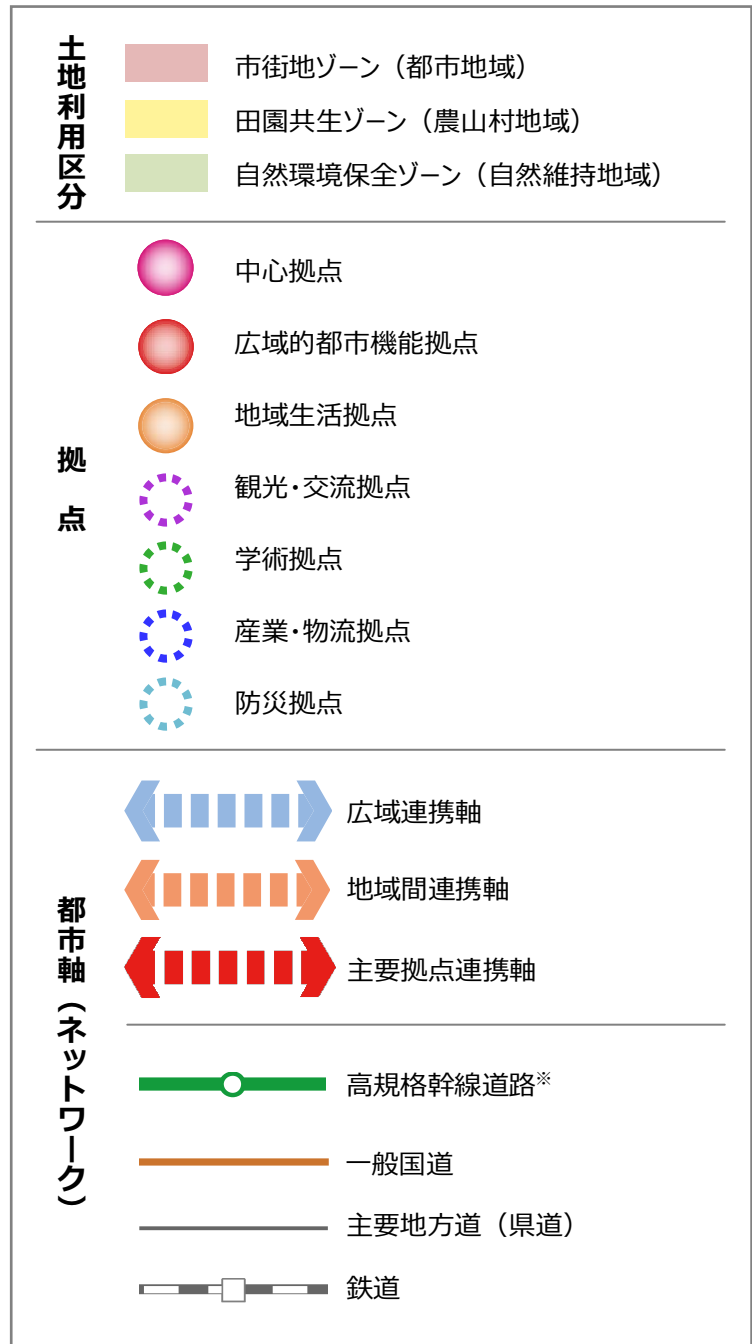 土地利用区分
市街地ゾーン（都市地域）
田園共生ゾーン（農山村地域）
自然環境保全ゾーン（自然維持地域）
拠点
中心拠点
広域的都市機能拠点
地域生活拠点
観光・交流拠点
学術拠点
産業・物流拠点
防災拠点
都市軸（ネットワーク）
広域連携軸
地域間連携軸
主要拠点連携軸
高規格幹線道路※
一般国道
主要地方道（県道）
鉄道